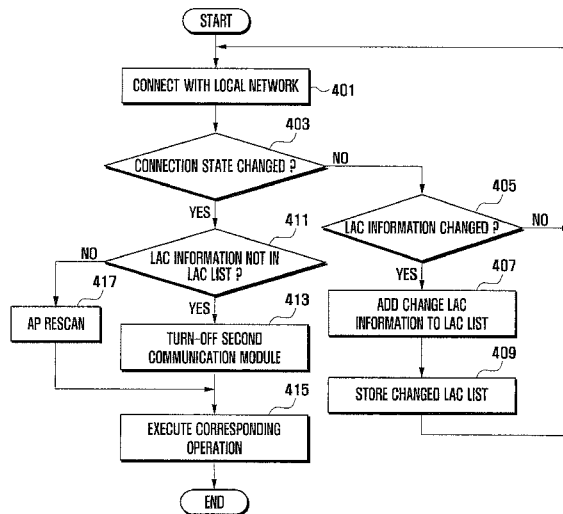 START
CONNECT WITH LOCAL NETWORK
401
403
CONNECTION STATE CHANGED ?
NO
YES
405
LAC INFORMATION CHANGED ?
NO
YES
411
LAC INFORMATION NOT IN
LAC LIST ?
NO
YES
417
AP RESCAN
413
TURN-OFF SECOND
COMMUNICATION MODULE
407
ADD CHANGE LAC
INFORMATION TO LAC LIST
409
STORE CHANGED LAC LIST
415
EXECUTE CORRESPONDING
OPERATION
END